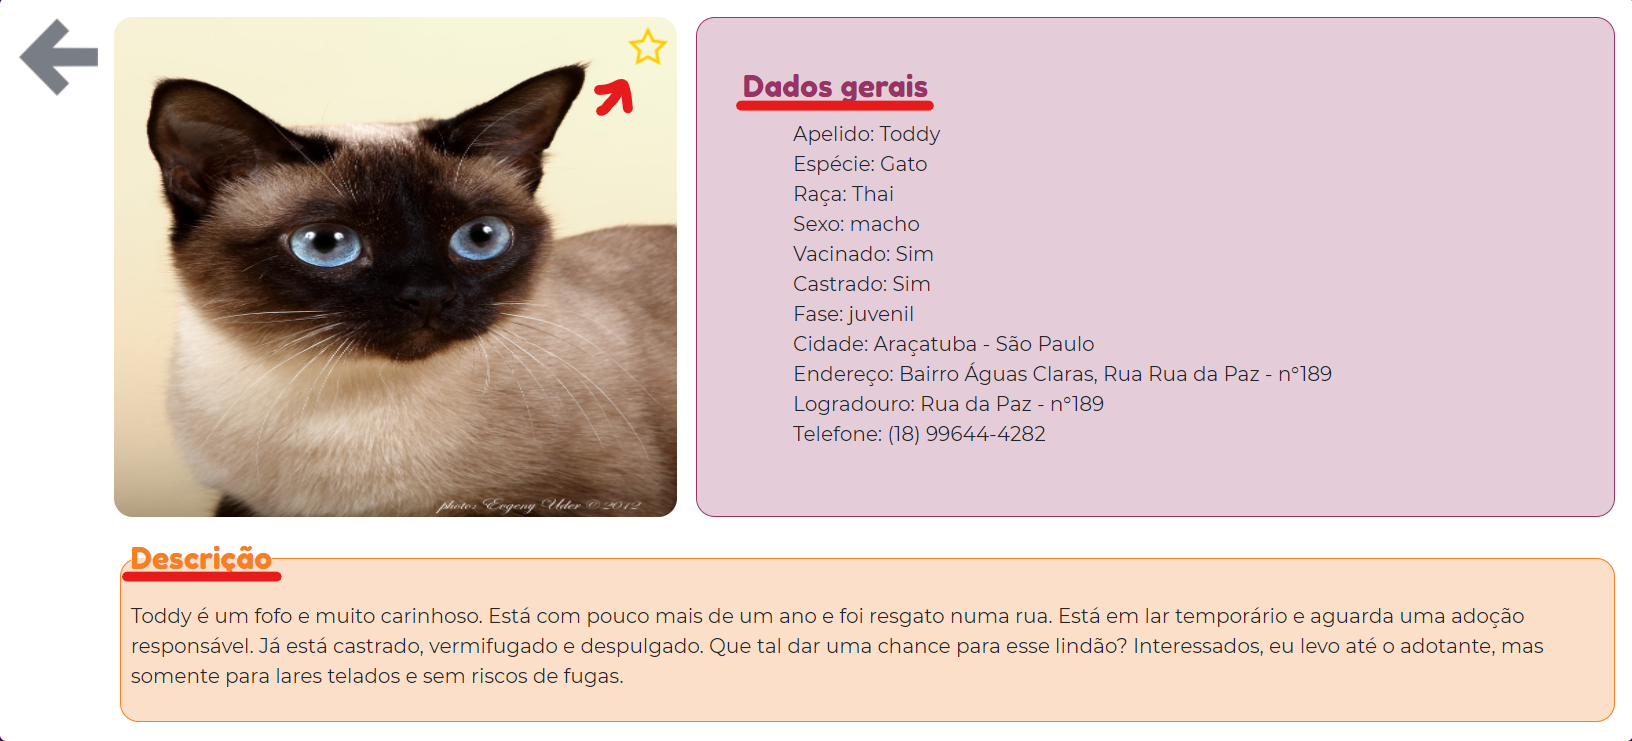 Dados gerais
Apelido: Toddy
Espécie: Gato
Raça: Thai
Sexo: macho
Vacinado: Sim
Castrado: Sim
Fase: juvenil
Cidade: Araçatuba - São Paulo
Endereço: Bairro Águas Claras, Rua Rua da Paz - n°189
Logradouro: Rua da Paz - n°189
Telefone: (18) 99644-4282
photos Evgeny Uder © 2012
Descrição
Toddy é um fofo e muito carinhoso. Está com pouco mais de um ano e foi resgato numa rua. Está em lar temporário e aguarda uma adoção
responsável. Já está castrado, vermifugado e despulgado. Que tal dar uma chance para esse lindão? Interessados, eu levo até o adotante, mas
somente para lares telados e sem riscos de fugas.